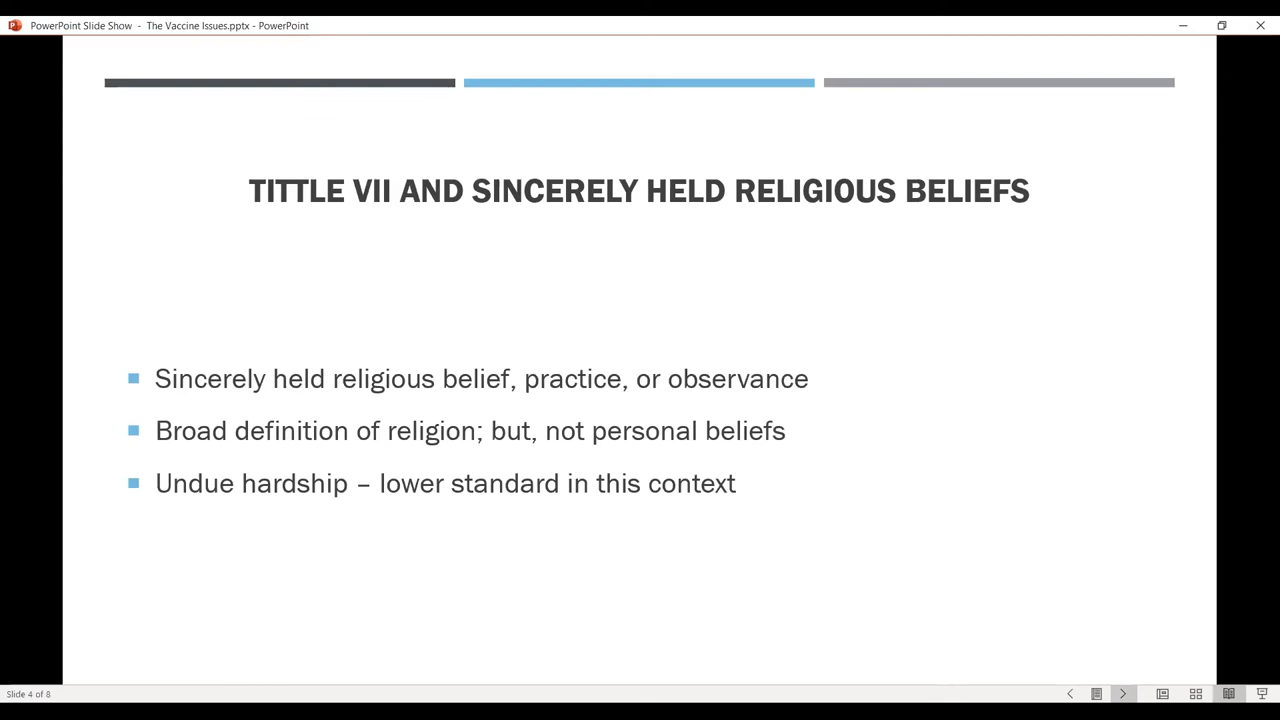 PowerPoint Slide Show - The Vaccine Issues.pptx - PowerPoint
TITTLE VII AND SINCERELY HELD RELIGIOUS BELIEFS
Sincerely held religious belief, practice, or observance
Broad definition of religion; but, not personal beliefs
Undue hardship – lower standard in this context
Slide 4 of 8